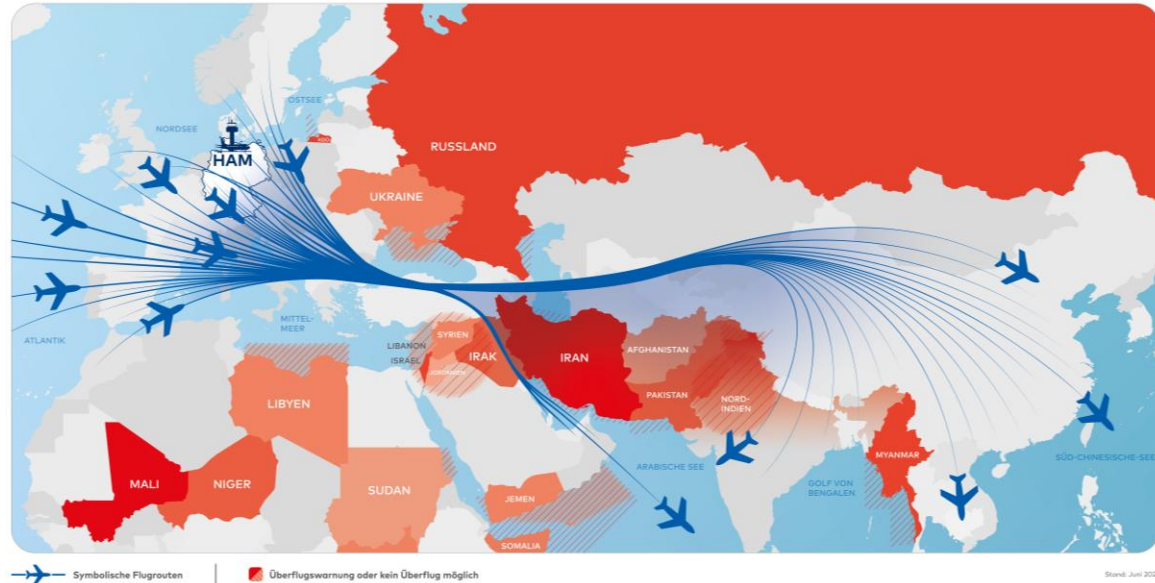 OSTSEE
NORDSEE
HAM
RUSSLAND
UKRAINE
MITTEL-
MEER
ATLANTIK
LIBANON
ISRAEL
SYRIEN
JORDANIEN
IRAK
IRAN
AFGHANISTAN
PAKISTAN
NORD-
INDIEN
LIBYEN
MALI
NIGER
SUDAN
JEMEN
SOMALIA
ARABISCHE SEE
GOLF VON
BENGALEN
MYANMAR
SÜD-CHINESISCHE-SEE
Symbolische Flugrouten
Überflugswarnung oder kein Überflug möglich
Stand: Juni